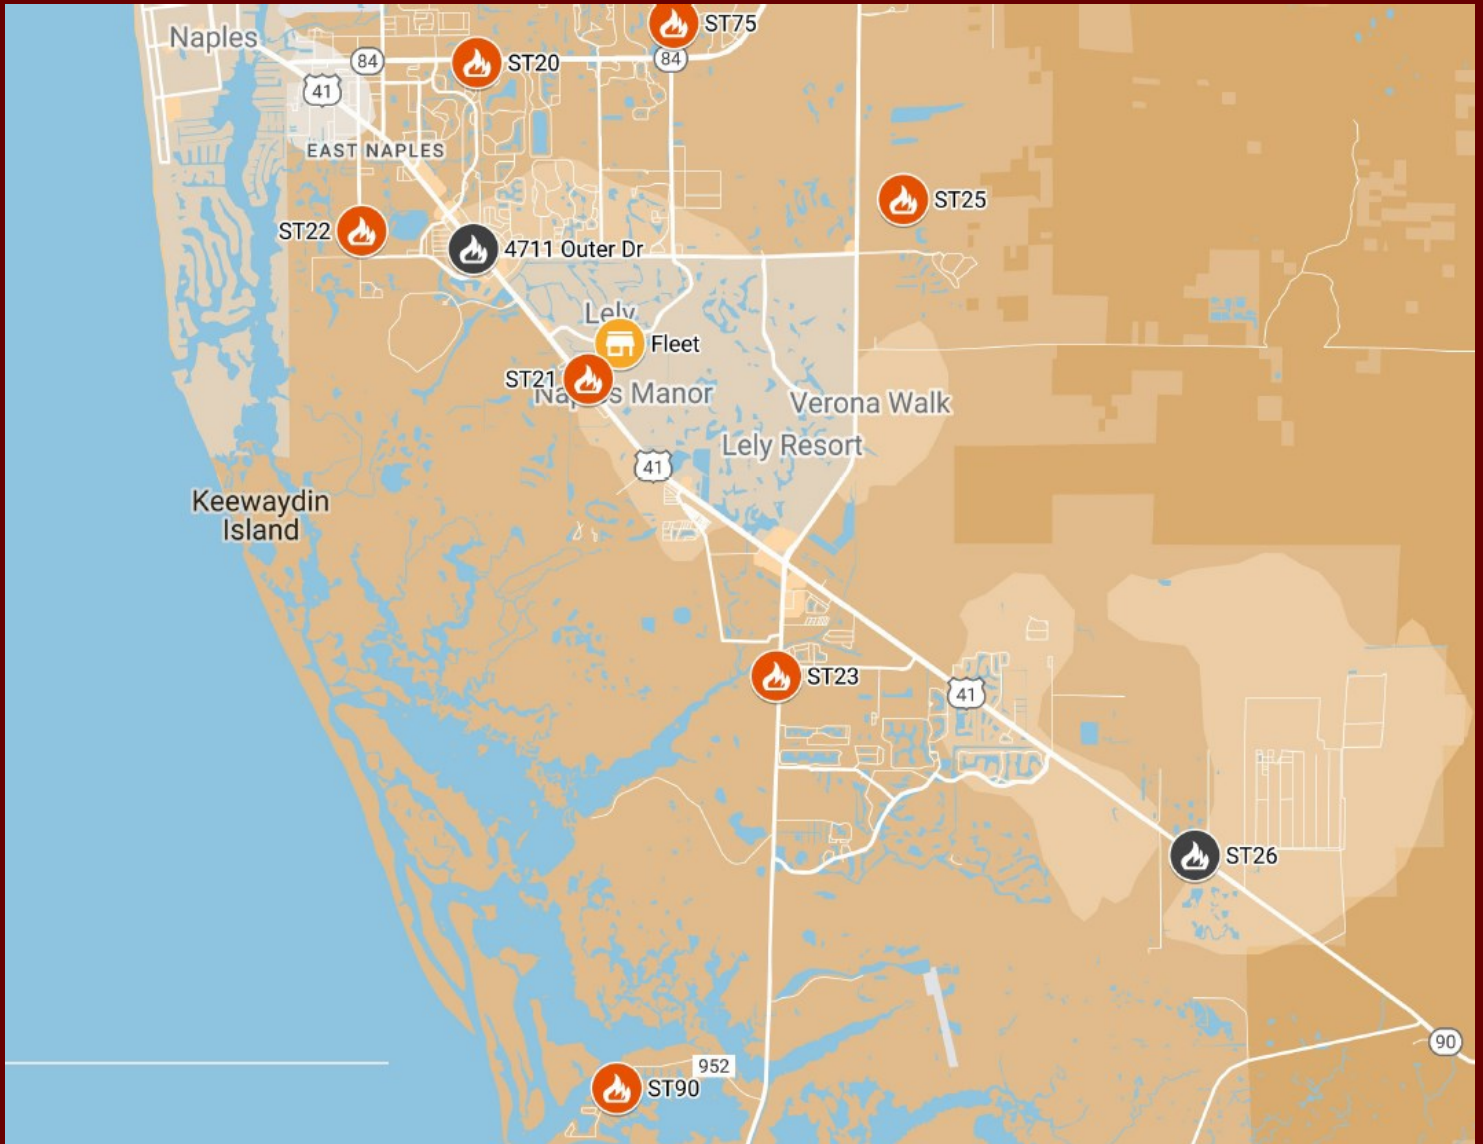 ST75
Naples
84
ST20
84
41
EAST NAPLES
ST25
ST22
4711 Outer Dr
Lely
Fleet
ST21
Naples Manor
Verona Walk
Lely Resort
41
Keewaydin
Island
ST23
41
ST26
90
952
ST90